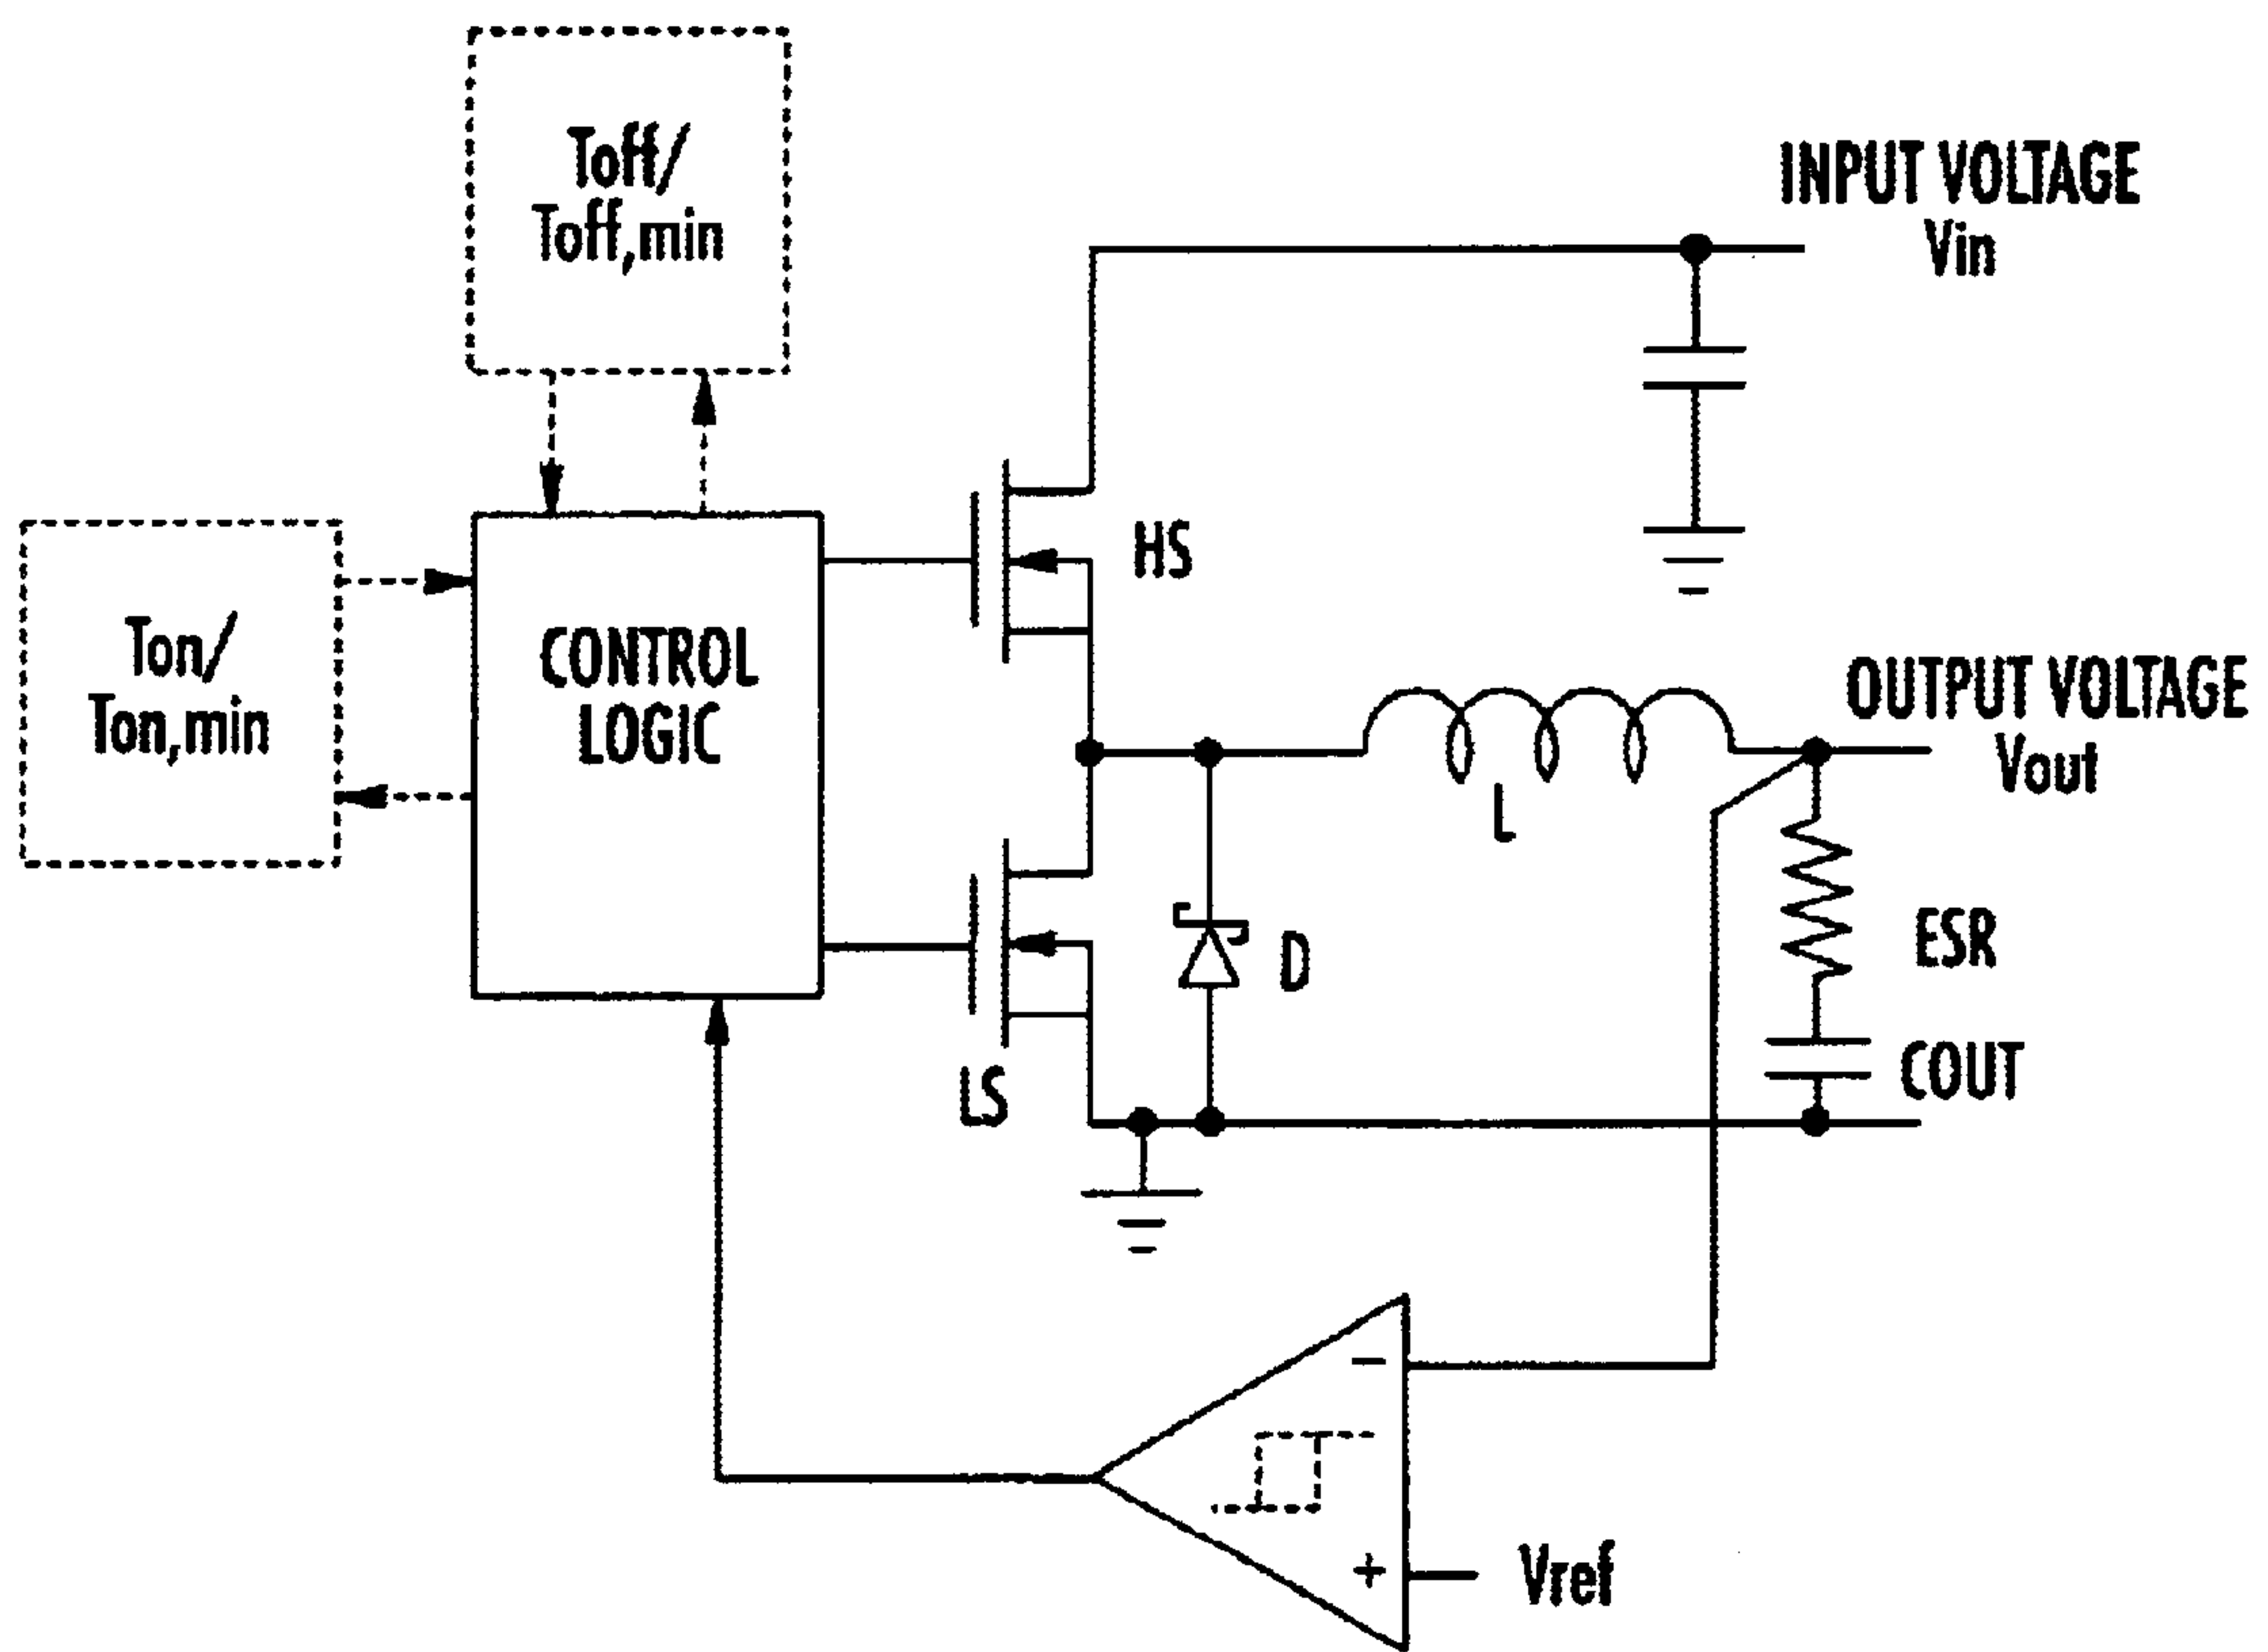 Toff/
Toff,min
INPUT VOLTAGE
Vin
HS
Ton/
Ton,min
CONTROL
LOGIC
OUTPUT VOLTAGE
Vout
L
D
ESR
COUT
LS
−
+
Vref